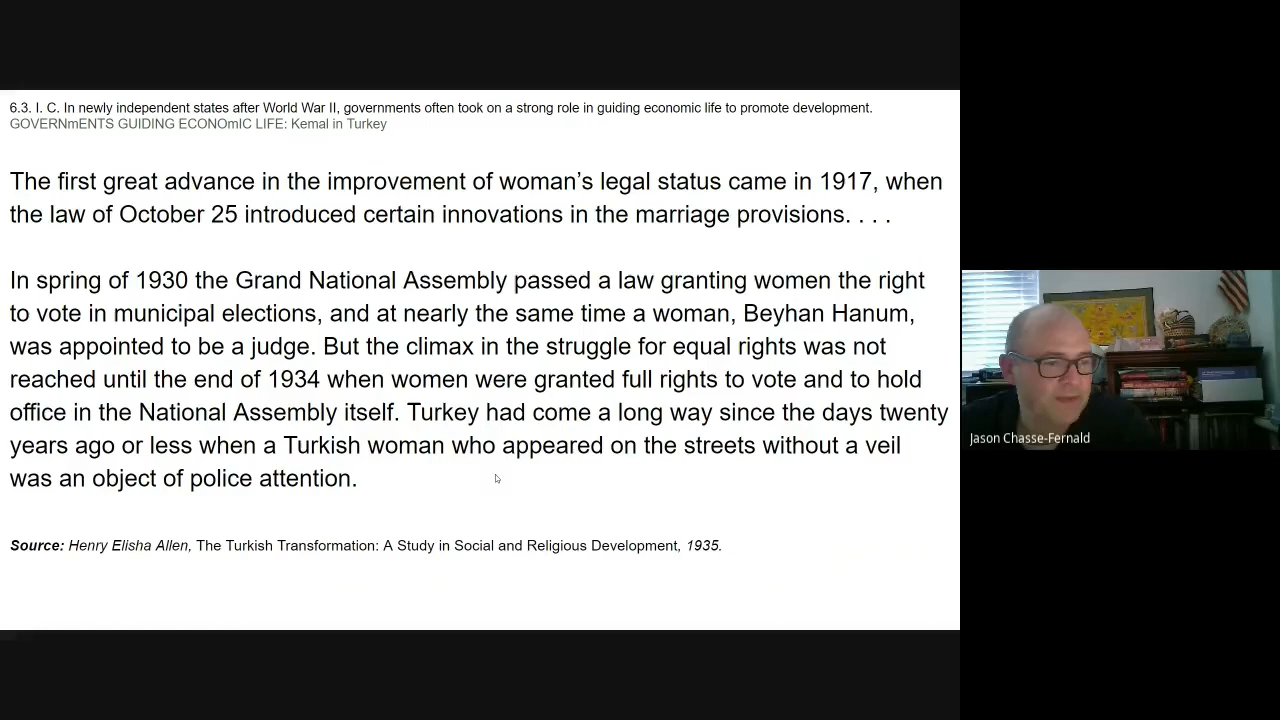 6.3. I. C. In newly independent states after World War II, governments often took on a strong role in guiding economic life to promote development.
GOVERNmENTS GUIDING ECONOmIC LIFE: Kemal in Turkey
The first great advance in the improvement of woman’s legal status came in 1917, when
the law of October 25 introduced certain innovations in the marriage provisions. . . .
In spring of 1930 the Grand National Assembly passed a law granting women the right
to vote in municipal elections, and at nearly the same time a woman, Beyhan Hanum,
was appointed to be a judge. But the climax in the struggle for equal rights was not
reached until the end of 1934 when women were granted full rights to vote and to hold
office in the National Assembly itself. Turkey had come a long way since the days twenty
years ago or less when a Turkish woman who appeared on the streets without a veil
was an object of police attention.
Source: Henry Elisha Allen, The Turkish Transformation: A Study in Social and Religious Development, 1935.
Jason Chasse-Fernald